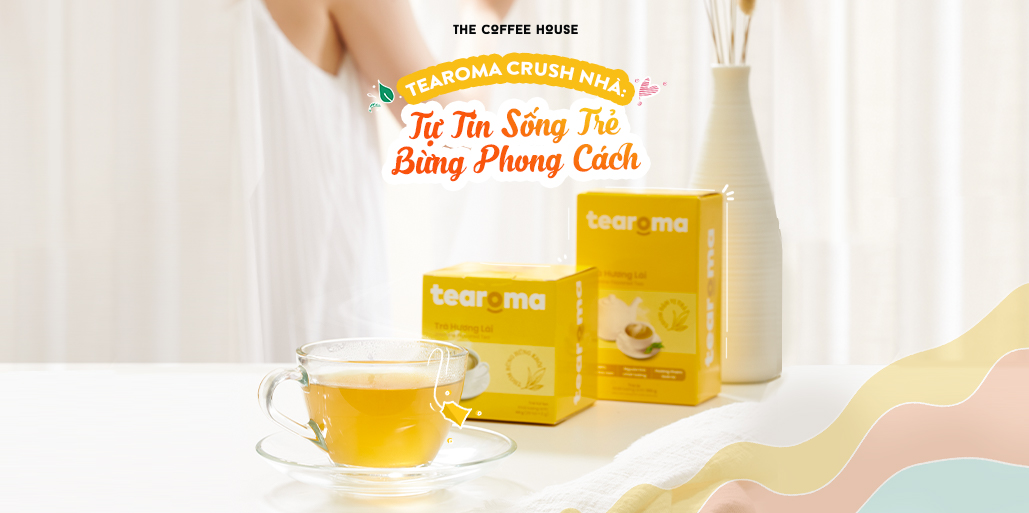 THE COFFEE HOUSE
TEAROMA CRUSH NHÀ:
Tự Tin Sống Trẻ
Bừng Phong Cách
tearoma
Trà Hương Lài
tearoma
tearoma
Trà Hương Lài
tearoma